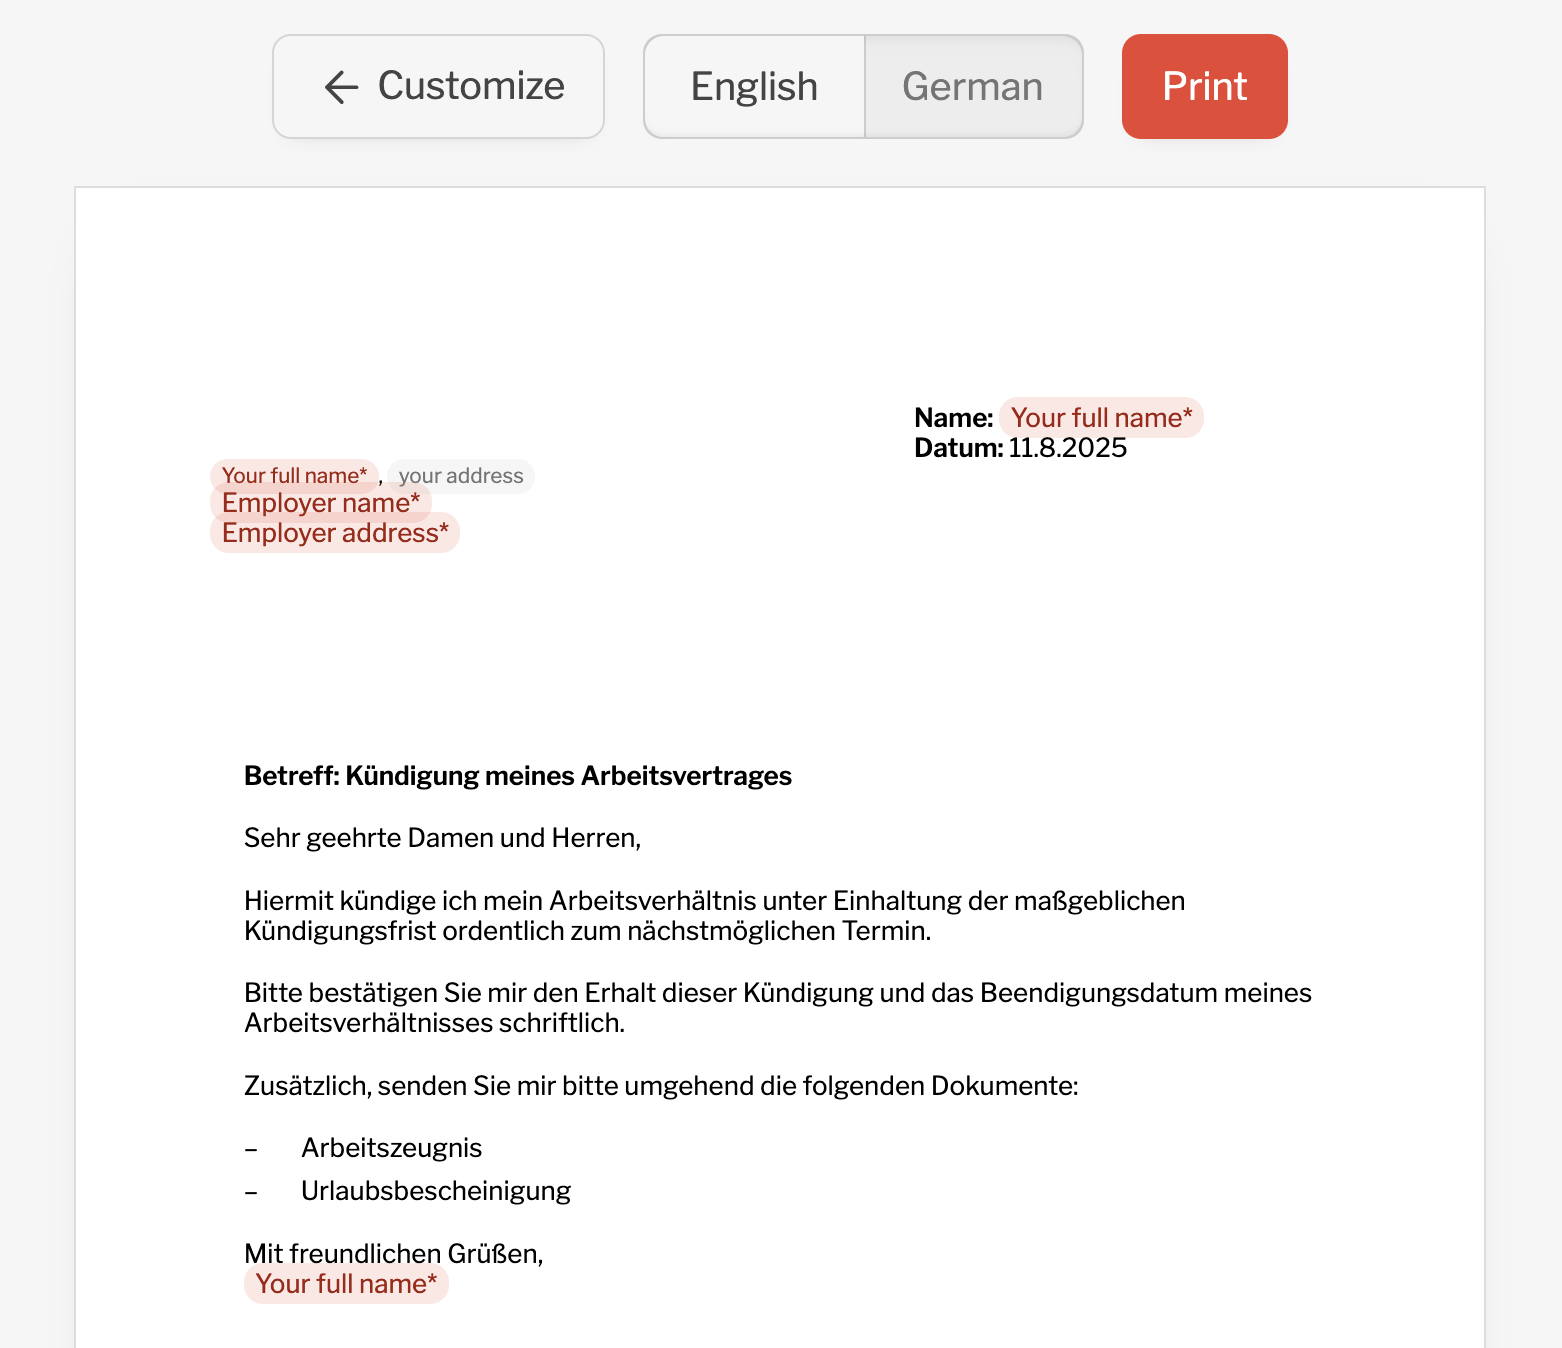 ← Customize
English
German
Print
Name: Your full name*
Datum: 11.8.2025
Your full name*, your address
Employer name*
Employer address*
Betreff: Kündigung meines Arbeitsvertrages
Sehr geehrte Damen und Herren,
Hiermit kündige ich mein Arbeitsverhältnis unter Einhaltung der maßgeblichen
Kündigungsfrist ordentlich zum nächstmöglichen Termin.
Bitte bestätigen Sie mir den Erhalt dieser Kündigung und das Beendigungsdatum meines
Arbeitsverhältnisses schriftlich.
Zusätzlich, senden Sie mir bitte umgehend die folgenden Dokumente:
– Arbeitszeugnis
– Urlaubsbescheinigung
Mit freundlichen Grüßen,
Your full name*